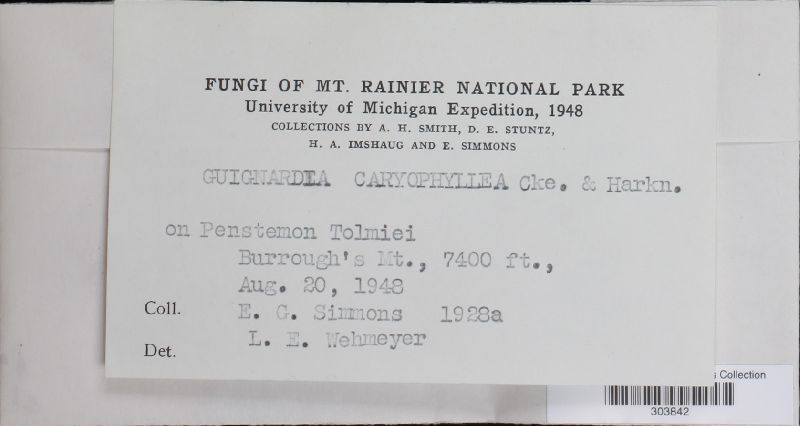 FUNGI OF MT. RAINIER NATIONAL PARK
University of Michigan Expedition, 1948
COLLECTIONS BY A. H. SMITH, D. E. STUNTZ,
H. A. IMSHAUG AND E. SIMMONS
GUIGNARDIA CARYOPHYLLEA Cke. & Harkn.
on Penstemon Tolmiei
Burrough's Mt., 7400 ft.,
Aug. 20, 1948
Coll. E. G. Simmons 1928a
Det. L. E. Wehmeyer
Collection
303842